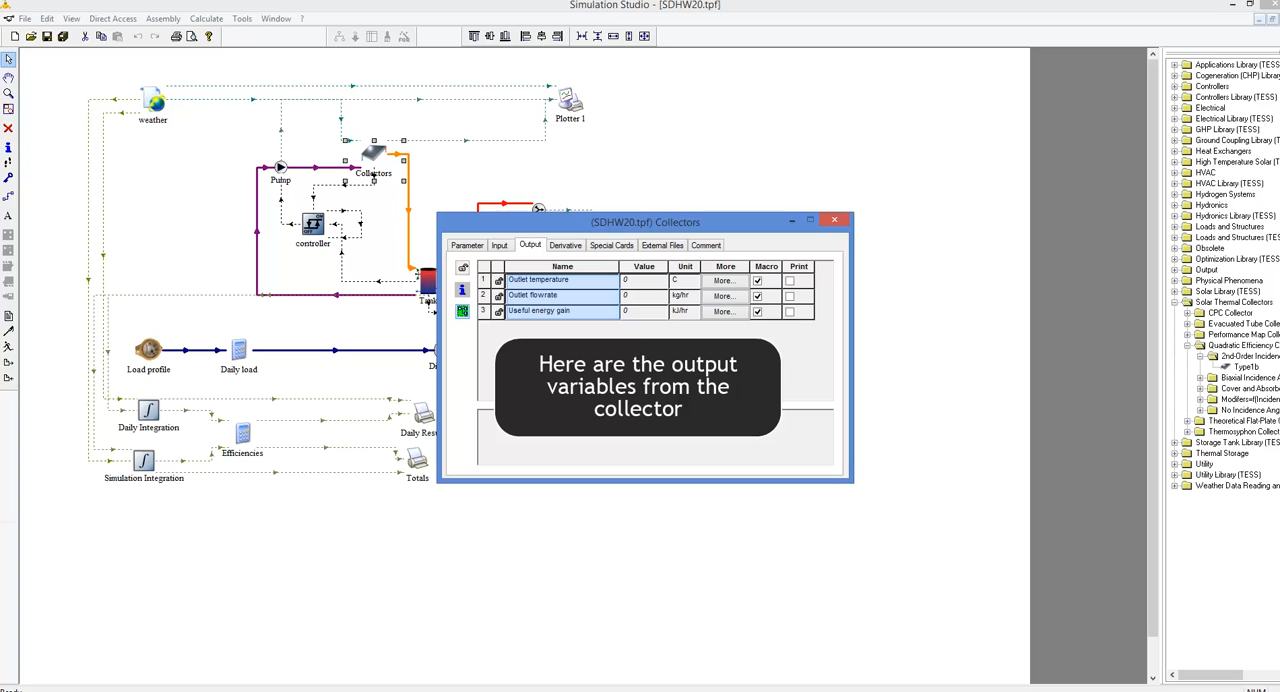 Simulation Studio - [SDHW20.tpf]
File Edit View Direct Access Assembly Calculate Tools Window ?
weather
Plotter 1
Collectors
Pump
controller
Load profile
Daily load
Daily Integration
Efficiencies
Simulation Integration
Totals
(SDHW20.tpf) Collectors
Parameter Input Output Derivative Special Cards External Files Comment
Name Value Unit More Macro Print
1 Outlet temperature 0 C More...
2 Outlet flowrate 0 kg/hr More...
3 Useful energy gain 0 kJ/hr More...
Here are the output
variables from the
collector
Applications Library (TESS
Cogeneration (CHP) Librar
Controllers
Controllers Library (TESS)
Electrical
Electrical Library (TESS)
GHP Library (TESS)
Ground Coupling Library (
Heat Exchangers
High Temperature Solar (
HVAC
HVAC Library (TESS)
Hydrogen Systems
Hydronics
Hydronics Library (TESS)
Loads and Structures
Loads and Structures (TES
Obsolete
Optimization Library (TESS
Output
Physical Phenomena
Solar Library (TESS)
Solar Thermal Collectors
CPC Collector
Evacuated Tube Colle
Performance Map Colle
Quadratic Efficiency C
2nd-Order Inciden
Type1b
Biaxial Incidence A
Cover and Absorb
Modifers=f(Inciden
No Incidence Ang
Theoretical Flat-Plate C
Thermosyphon Collect
Storage Tank Library (TES
Thermal Storage
Utility
Utility Library (TESS)
Weather Data Reading an